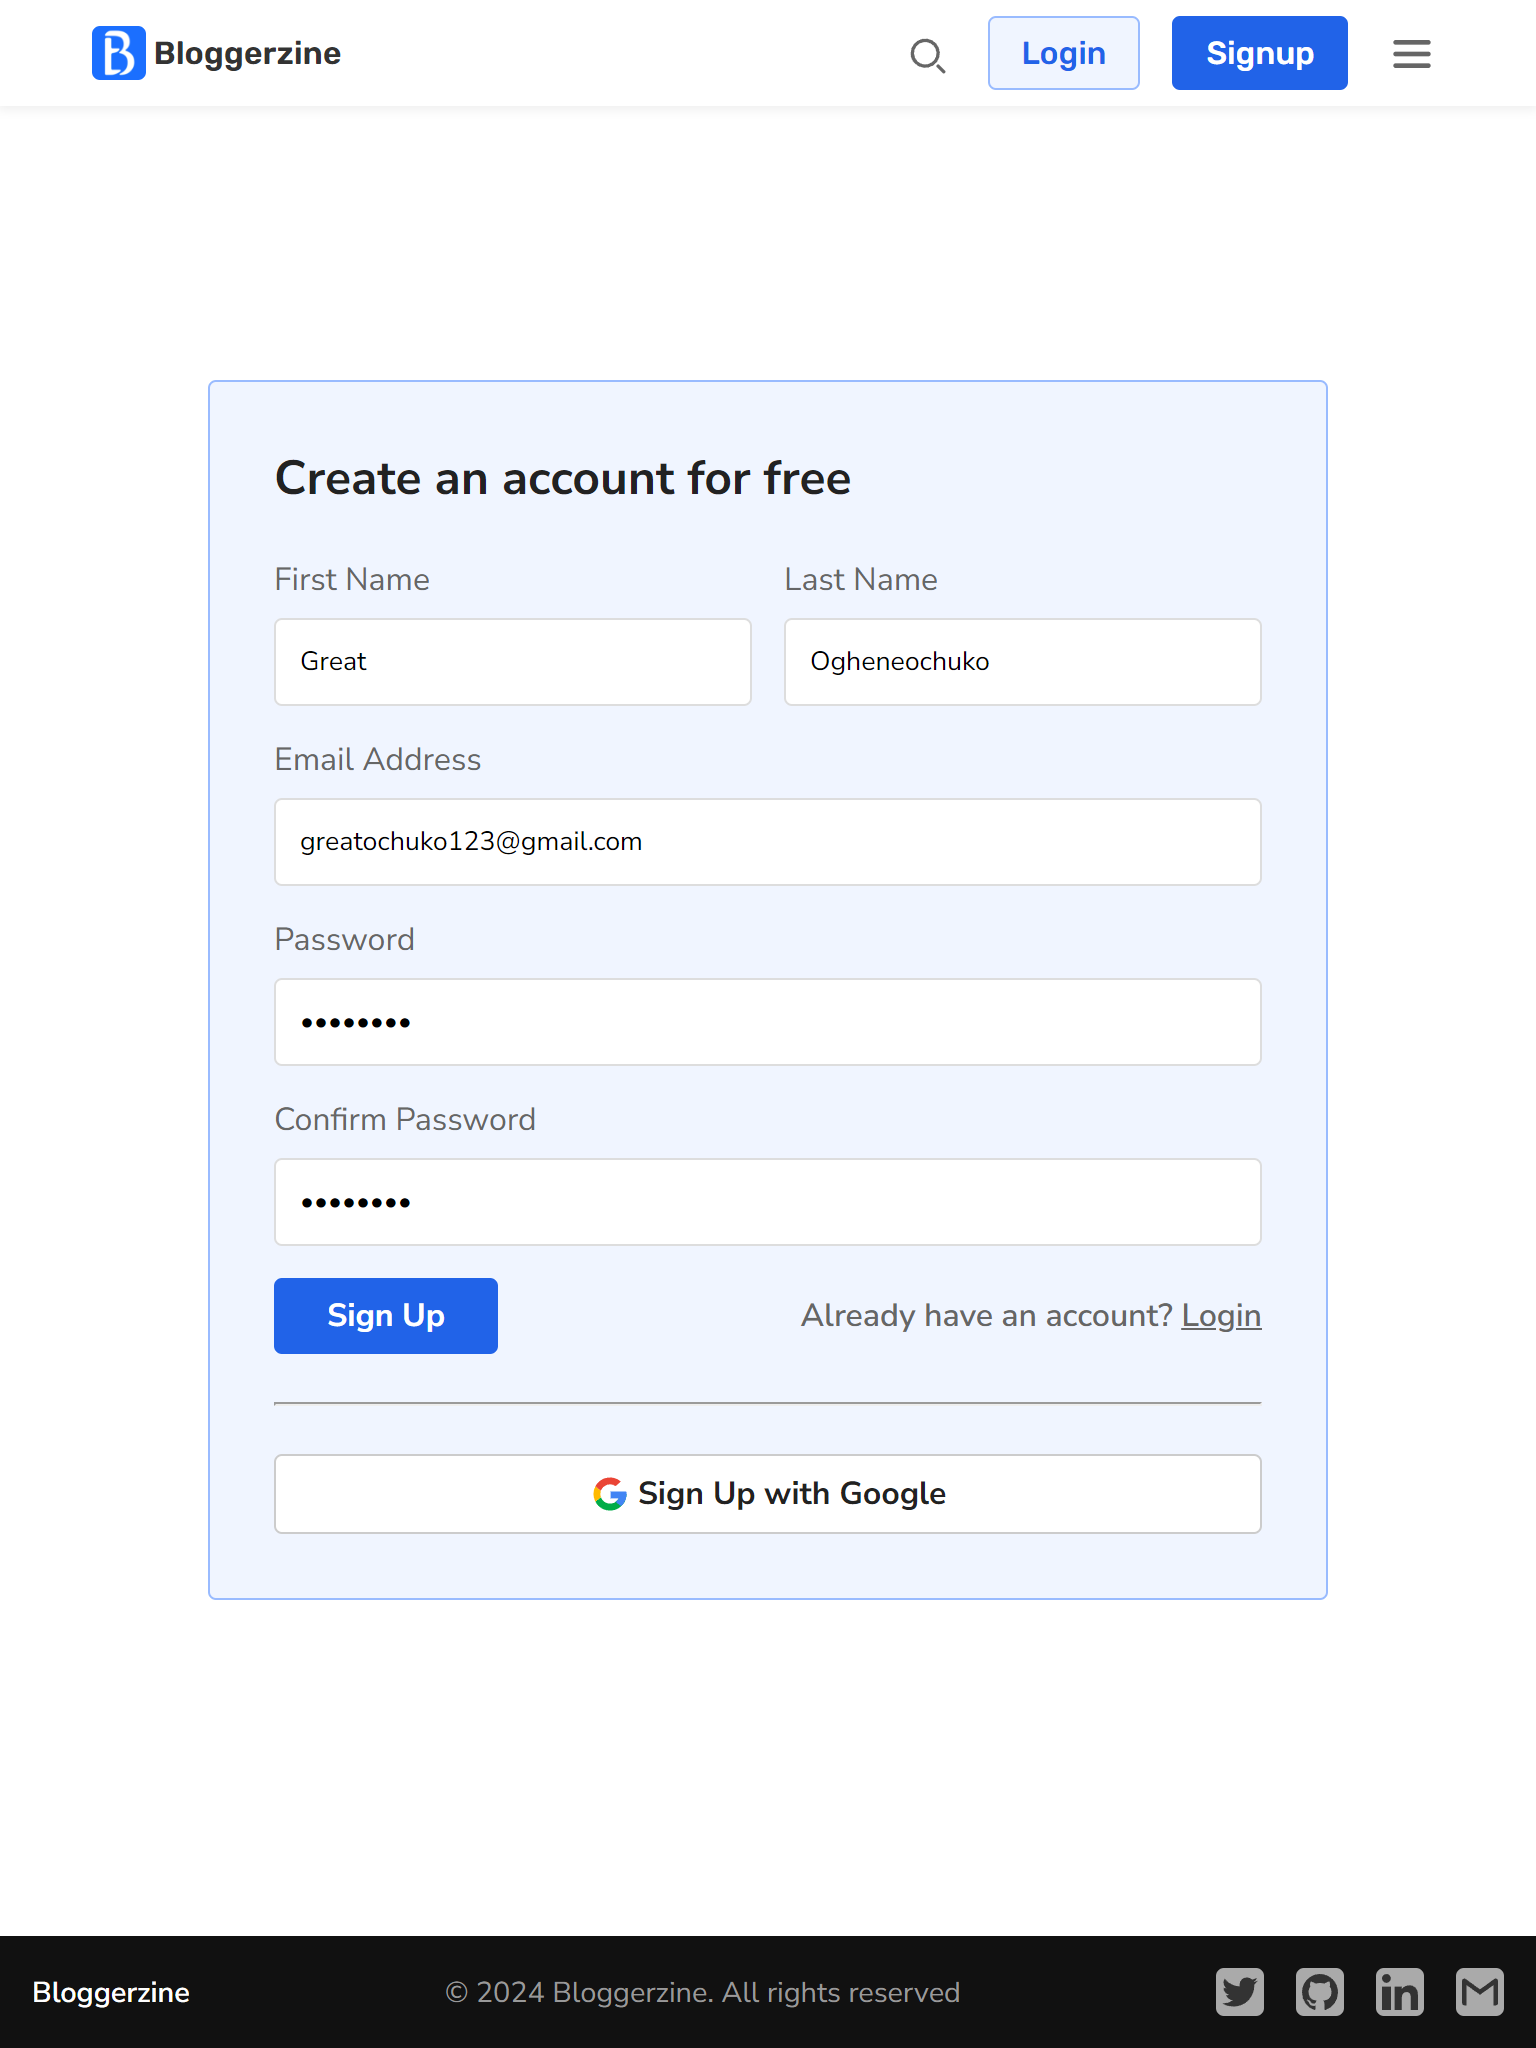 Bloggerzine
Login
Signup
Create an account for free
First Name
Last Name
Great
Ogheneochuko
Email Address
greatochuko123@gmail.com
Password
••••••••
Confirm Password
••••••••
Sign Up
Already have an account? Login
Sign Up with Google
Bloggerzine
© 2024 Bloggerzine. All rights reserved